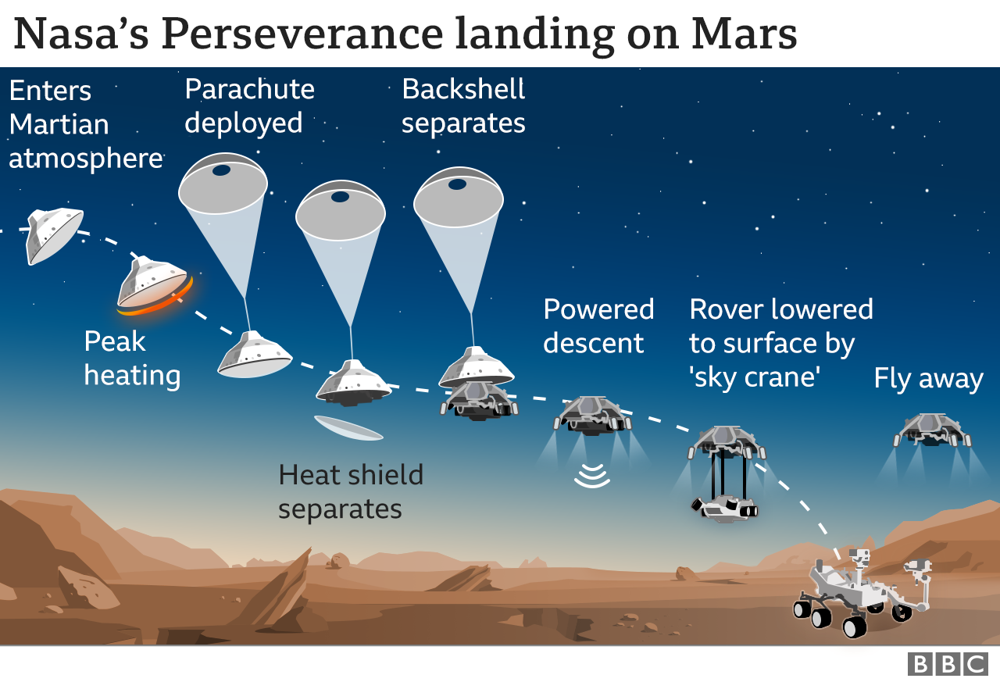 Nasa’s Perseverance landing on Mars
Enters
Martian
atmosphere
Peak
heating
Parachute
deployed
Heat shield
separates
Backshell
separates
Powered
descent
Rover lowered
to surface by
'sky crane'
Fly away
BBC